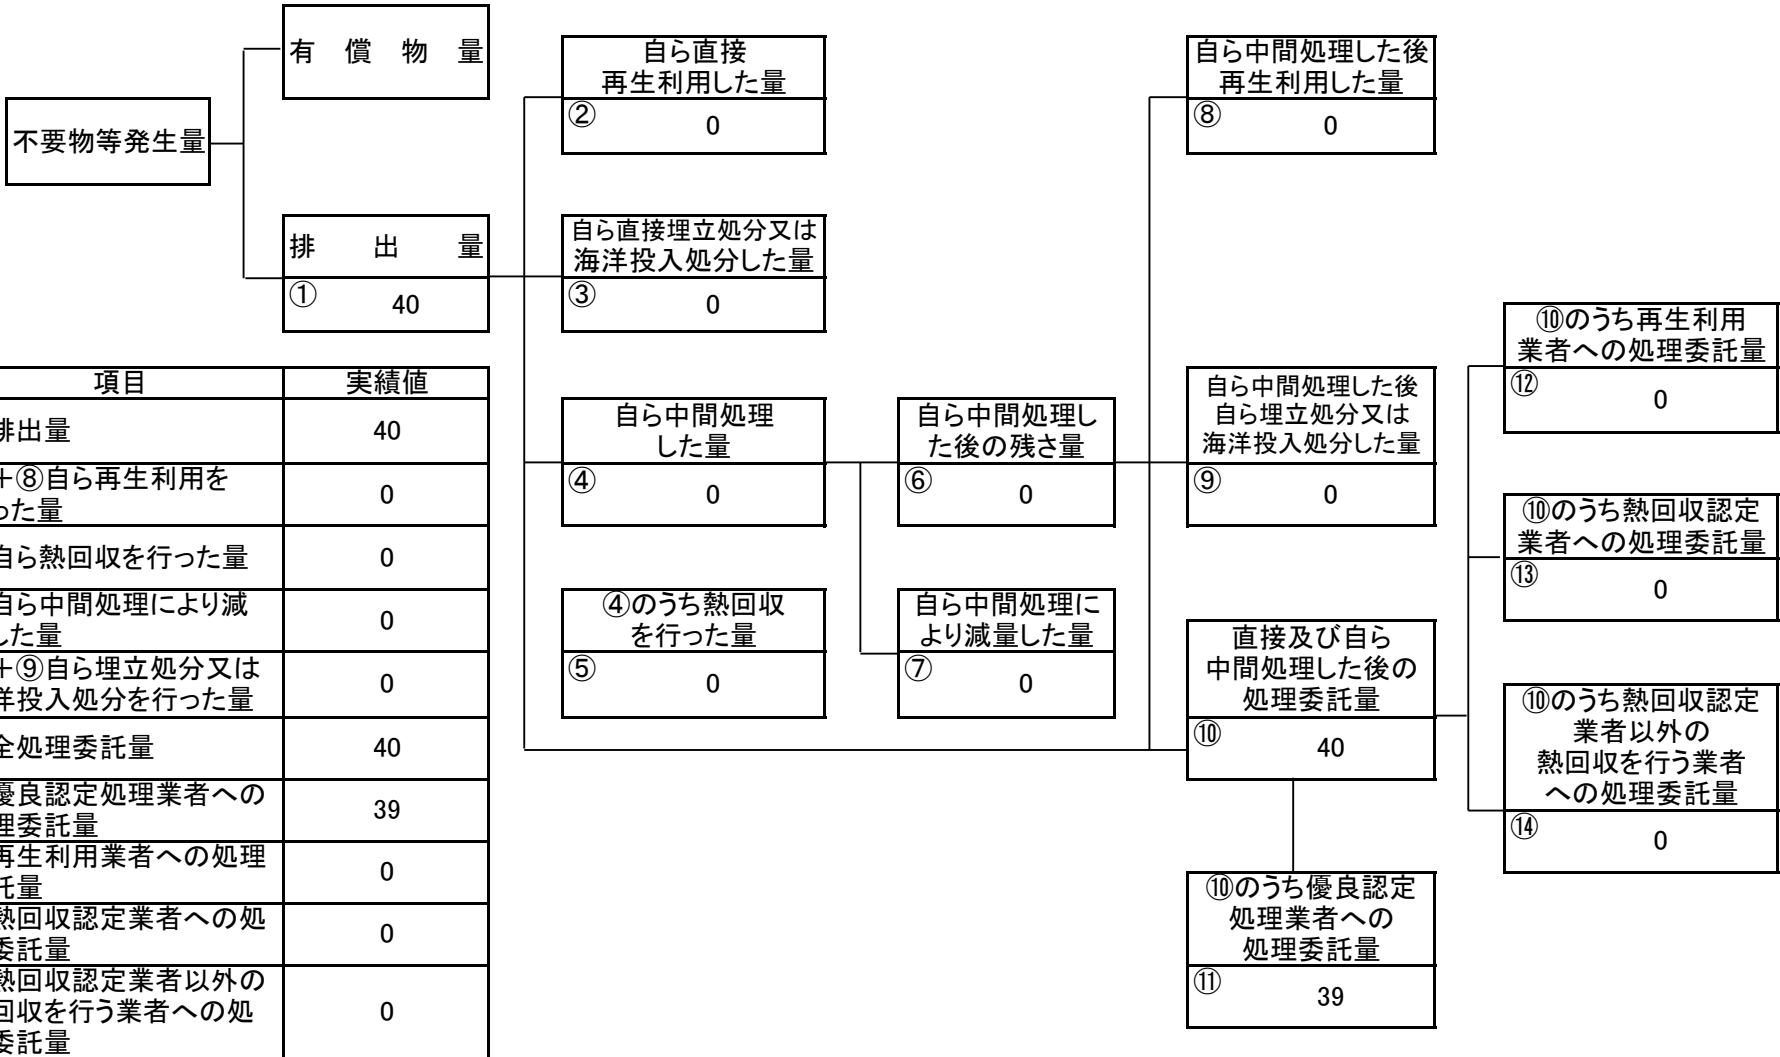 有　償　物　量
不要物等発生量
排　出　量
① 40
自ら直接
再生利用した量
② 0
自ら直接埋立処分又は
海洋投入処分した量
③ 0
自ら中間処理
した量
④ 0
④のうち熱回収
を行った量
⑤ 0
自ら中間処理し
た後の残さ量
⑥ 0
自ら中間処理に
より減量した量
⑦ 0
自ら中間処理した後
再生利用した量
⑧ 0
自ら中間処理した後
自ら埋立処分又は
海洋投入処分した量
⑨ 0
直接及び自ら
中間処理した後の
処理委託量
⑩ 40
⑩のうち優良認定
処理業者への
処理委託量
⑪ 39
⑩のうち再生利用
業者への処理委託量
⑫ 0
⑩のうち熱回収認定
業者への処理委託量
⑬ 0
⑩のうち熱回収認定
業者以外の
熱回収を行う業者
への処理委託量
⑭ 0
項目 実績値
排出量 40
+⑧自ら再生利用を
った量 0
自ら熱回収を行った量 0
自ら中間処理により減
した量 0
+⑨自ら埋立処分又は
洋投入処分を行った量 0
全処理委託量 40
優良認定処理業者への
理委託量 39
再生利用業者への処理
託量 0
熱回収認定業者への処
委託量 0
熱回収認定業者以外の
回収を行う業者への処
委託量 0